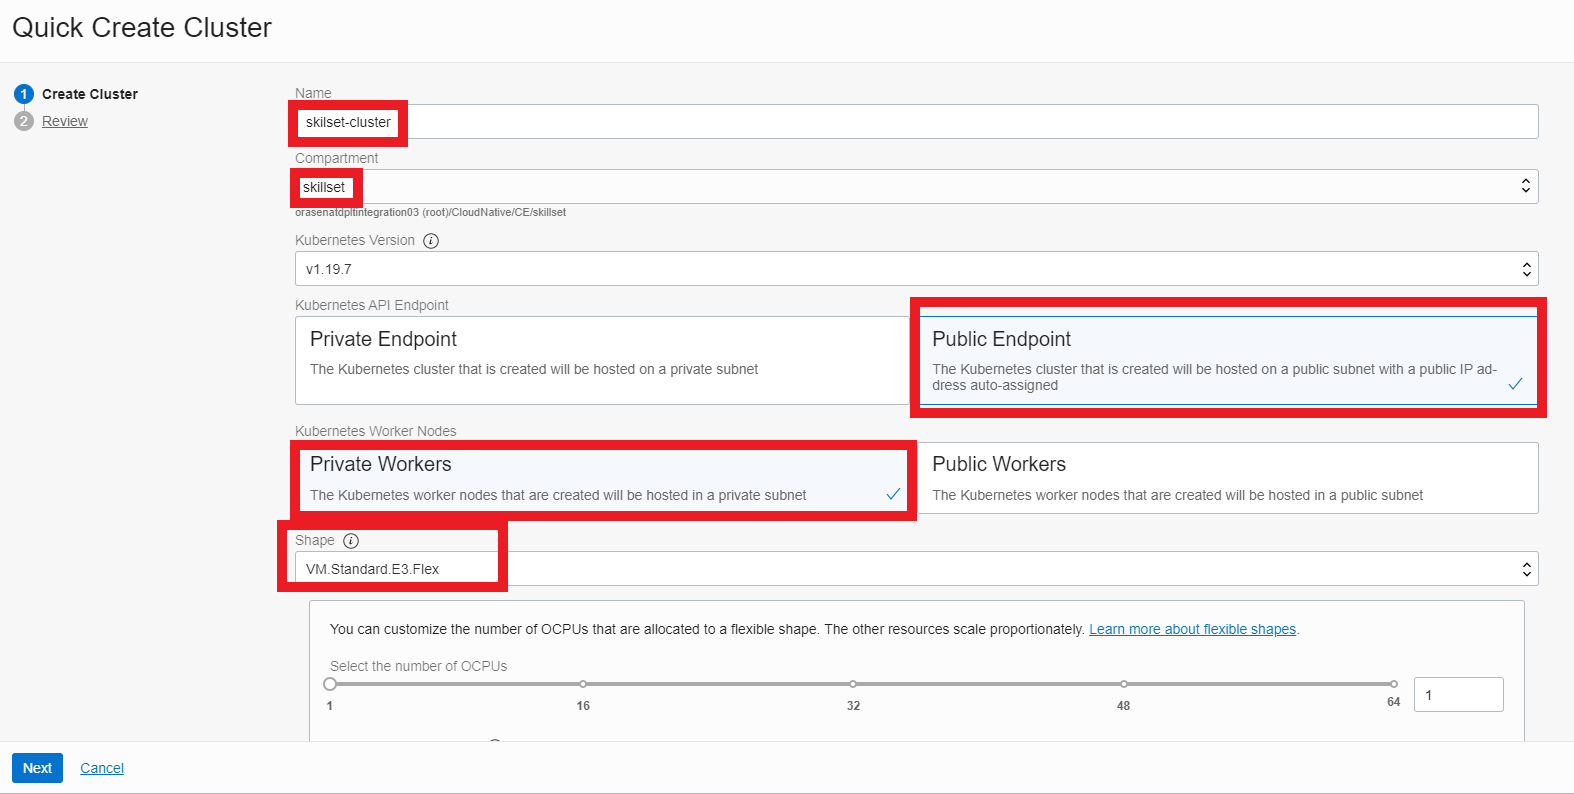 Quick Create Cluster
1 Create Cluster
2 Review
Name
skilset-cluster
Compartment
skillset
orasenatdpltintegration03 (root)/CloudNative/CE/skillset
Kubernetes Version i
v1.19.7
Kubernetes API Endpoint
Private Endpoint
The Kubernetes cluster that is created will be hosted on a private subnet
Public Endpoint
The Kubernetes cluster that is created will be hosted on a public subnet with a public IP ad-
dress auto-assigned
Kubernetes Worker Nodes
Private Workers
The Kubernetes worker nodes that are created will be hosted in a private subnet
Public Workers
The Kubernetes worker nodes that are created will be hosted in a public subnet
Shape i
VM.Standard.E3.Flex
You can customize the number of OCPUs that are allocated to a flexible shape. The other resources scale proportionately. Learn more about flexible shapes.
Select the number of OCPUs
1 16 32 48 64
1
Next Cancel